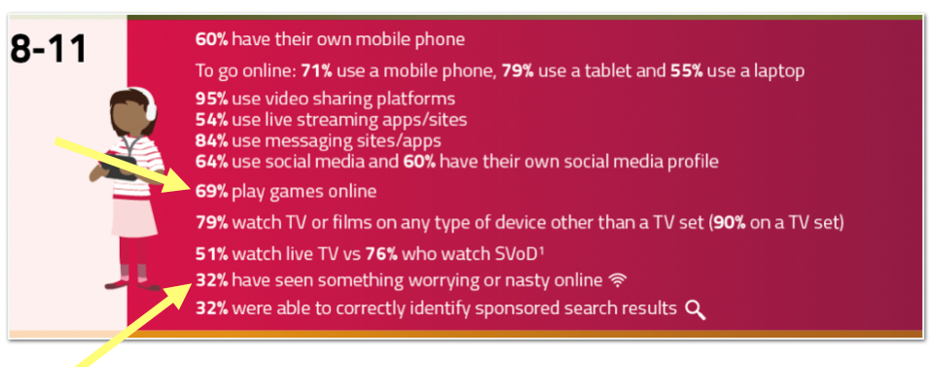 8-11
60% have their own mobile phone
To go online: 71% use a mobile phone, 79% use a tablet and 55% use a laptop
95% use video sharing platforms
54% use live streaming apps/sites
84% use messaging sites/apps
64% use social media and 60% have their own social media profile
69% play games online
79% watch TV or films on any type of device other than a TV set (90% on a TV set)
51% watch live TV vs 76% who watch SVoD¹
32% have seen something worrying or nasty online
32% were able to correctly identify sponsored search results